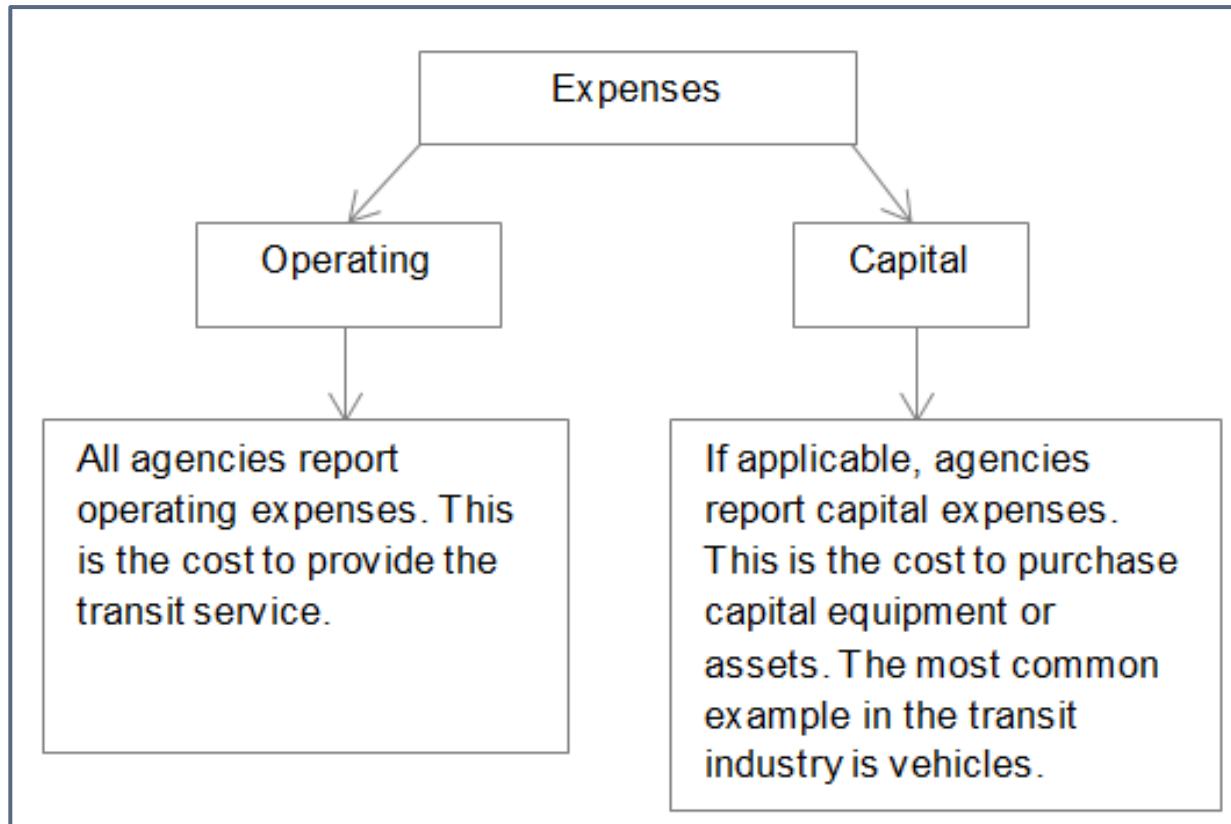 Expenses
Operating
Capital
All agencies report
operating expenses. This
is the cost to provide the
transit service.
If applicable, agencies
report capital expenses.
This is the cost to purchase
capital equipment or
assets. The most common
example in the transit
industry is vehicles.